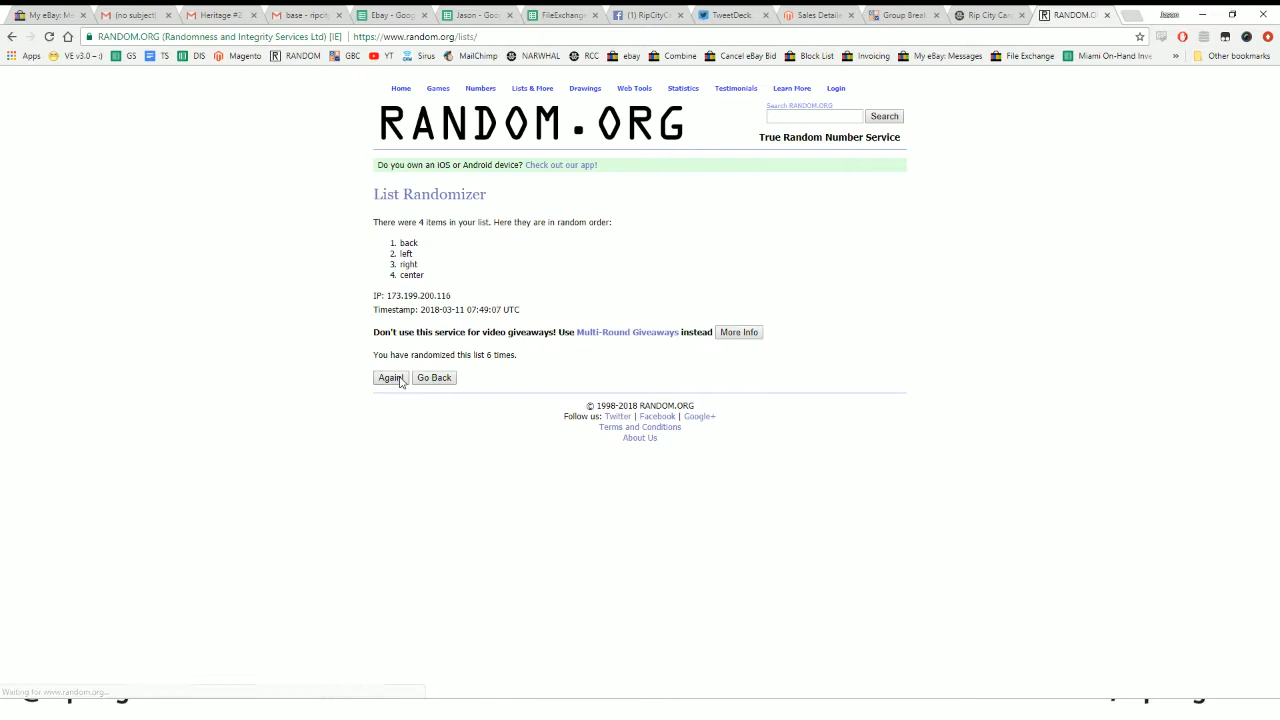 My eBay: Me
(no subject
Heritage #2
base - ripcit
Ebay - Goog
Jason - Goo
FileExchang
(1) RipCityC
TweetDeck
Sales Detaile
Group Break
Rip City Car
RANDOM.O
Jason
RANDOM.ORG (Randomness and Integrity Services Ltd) [IE] | https://www.random.org/lists/
Apps VE v3.0 -- :) GS TS DIS Magento RANDOM GBC YT Sirus MailChimp NARWHAL RCC ebay Combine Cancel eBay Bid Block List Invoicing My eBay: Messages File Exchange Miami On-Hand Inve » Other bookmarks
Home Games Numbers Lists & More Drawings Web Tools Statistics Testimonials Learn More Login
RANDOM.ORG
Search RANDOM.ORG
Search
True Random Number Service
Do you own an iOS or Android device? Check out our app!
List Randomizer
There were 4 items in your list. Here they are in random order:
1. back
2. left
3. right
4. center
IP: 173.199.200.116
Timestamp: 2018-03-11 07:49:07 UTC
Don't use this service for video giveaways! Use Multi-Round Giveaways instead More Info
You have randomized this list 6 times.
Again! Go Back
© 1998-2018 RANDOM.ORG
Follow us: Twitter | Facebook | Google+
Terms and Conditions
About Us
Waiting for www.random.org...